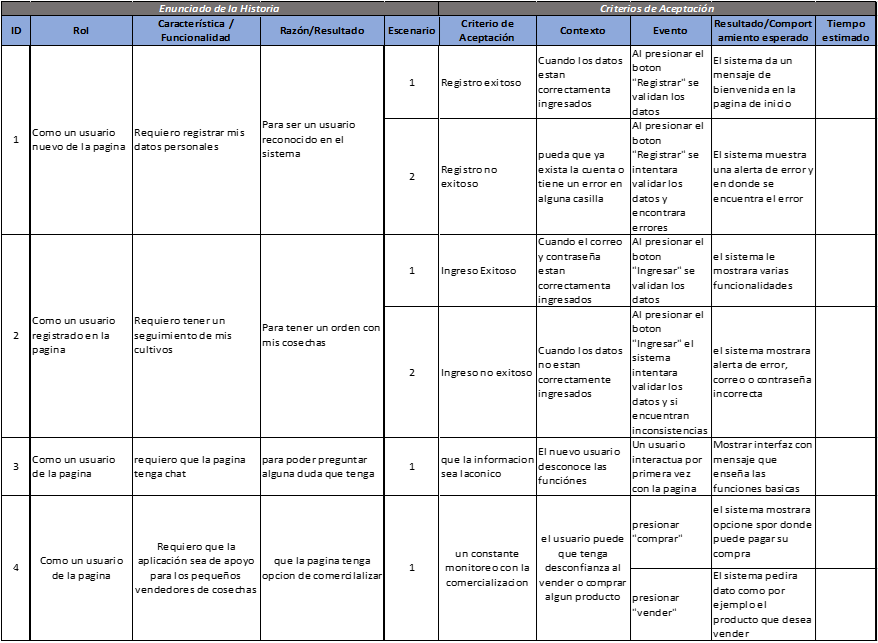 Enunciado de la Historia
Criterios de Aceptación
ID
Rol
Característica /
Funcionalidad
Razón/Resultado
Escenario
Criterio de
Aceptación
Contexto
Evento
Resultado/Comport
amiento esperado
Tiempo
estimado
1
Como un usuario
nuevo de la pagina
Requiero registrar mis
datos personales
Para ser un usuario
reconocido en el
sistema
1
Registro exitoso
Cuando los datos
estan
correctamenta
ingresados
Al presionar el
boton
"Registrar" se
validan los
datos
El sistema da un
mensaje de
bienvenida en la
pagina de inicio
2
Registro no
exitoso
pueda que ya
exista la cuenta o
tiene un error en
alguna casilla
Al presionar el
boton
"Registrar" se
intentara
validar los
datos y
encontrara
errores
El sistema muestra
una alerta de error y
en donde se
encuentra el error
2
Como un usuario
registrado en la
pagina
Requiero tener un
seguimiento de mis
cultivos
Para tener un orden con
mis cosechas
1
Ingreso Exitoso
Cuando el correo
y contraseña
estan
correctamenta
ingresados
Al presionar el
boton
"Ingresar" se
validan los
datos
el sistema le
mostrara varias
funcionalidades
2
Ingreso no exitoso
Cuando los datos
no estan
correctamente
ingresados
Al presionar el
boton
"Ingresar" el
sistema
intentara
validar los
datos y si
encuentran
inconsistencias
el sistema mostrara
alerta de error,
correo o contraseña
incorrecta
3
Como un usuario
de la pagina
requiero que la pagina
tenga chat
para poder preguntar
alguna duda que tenga
1
que la informacion
sea laconico
El nuevo usuario
desconoce las
funciónes
Un usuario
interactua por
primera vez
con la pagina
Mostrar interfaz con
mensaje que
enseña las
funciones basicas
4
Como un usuario
de la pagina
Requiero que la
aplicación sea de apoyo
para los pequeños
vendedores de cosechas
que la pagina tenga
opcion de comercilalizar
1
un constante
monitoreo con la
comercializacion
el usuario puede
que tenga
desconfianza al
vender o comprar
algun producto
presionar
"comprar"
el sistema mostrara
opcione spor donde
puede pagar su
compra
presionar
"vender"
El sistema pedira
dato como por
ejemplo el
producto que desea
vender